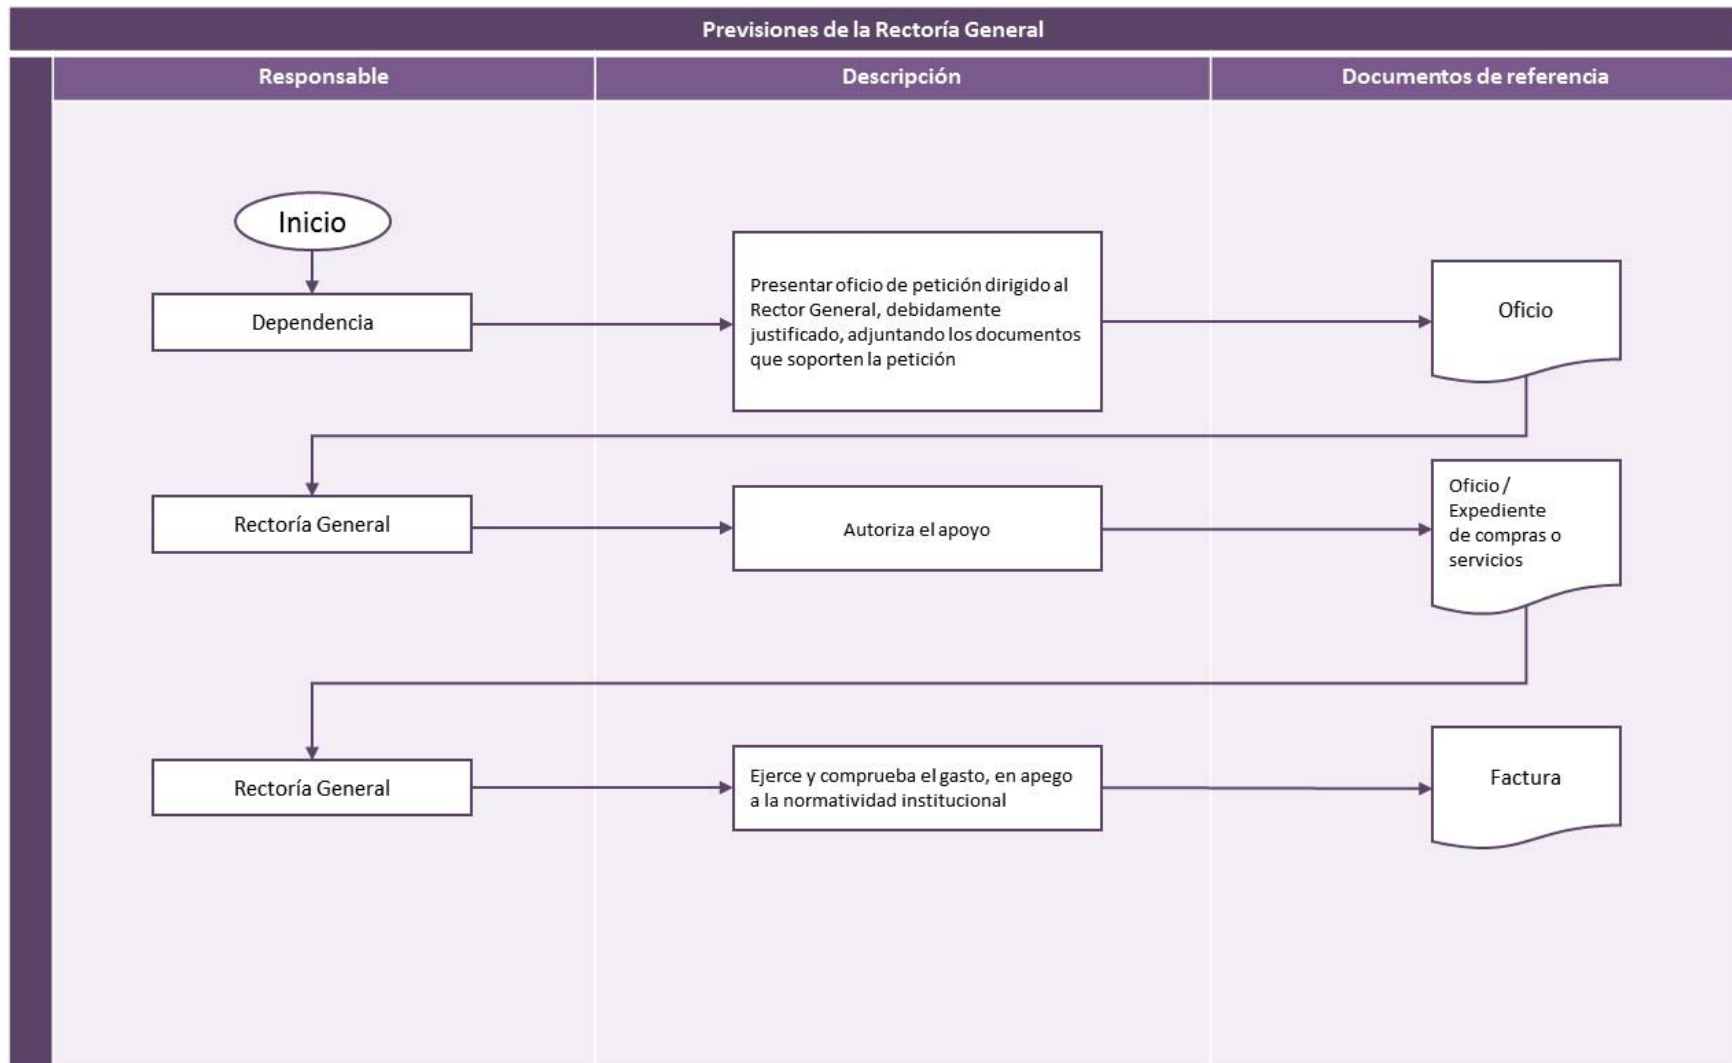 Previsiones de la Rectoría General
Responsable
Descripción
Documentos de referencia
Inicio
Dependencia
Presentar oficio de petición dirigido al
Rector General, debidamente
justificado, adjuntando los documentos
que soporten la petición
Oficio
Rectoría General
Autoriza el apoyo
Oficio /
Expediente
de compras o
servicios
Rectoría General
Ejerce y comprueba el gasto, en apego
a la normatividad institucional
Factura